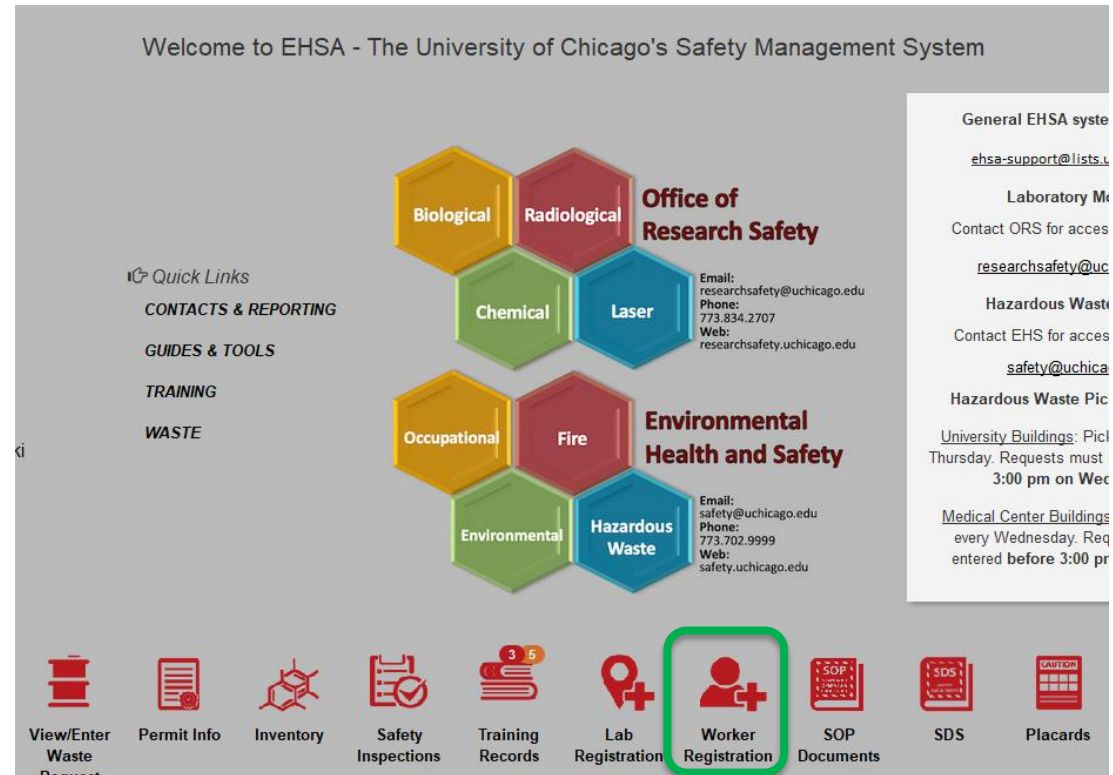 Welcome to EHSA - The University of Chicago's Safety Management System
Biological
Radiological
Chemical
Laser
Office of
Research Safety
Email:
researchsafety@uchicago.edu
Phone:
773.834.2707
Web:
researchsafety.uchicago.edu
Quick Links
CONTACTS & REPORTING
GUIDES & TOOLS
TRAINING
WASTE
ki
Occupational
Fire
Environmental
Hazardous
Waste
Environmental
Health and Safety
Email:
safety@uchicago.edu
Phone:
773.702.9999
Web:
safety.uchicago.edu
General EHSA syste
ehsa-support@lists.u
Laboratory Mo
Contact ORS for acces
researchsafety@uc
Hazardous Waste
Contact EHS for acces
safety@uchica
Hazardous Waste Pic
University Buildings: Pick
Thursday. Requests must
3:00 pm on Wed
Medical Center Buildings
every Wednesday. Req
entered before 3:00 pr
3 5
SOP
SDS
CAUTION
View/Enter
Waste
Request
Permit Info
Inventory
Safety
Inspections
Training
Records
Lab
Registration
Worker
Registration
SOP
Documents
SDS
Placards